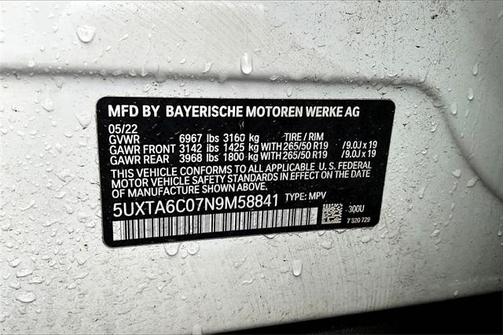 MFD BY BAYERISCHE MOTOREN WERKE AG
05/22
GVWR 6967 lbs 3160 kg TIRE / RIM
GAWR FRONT 3142 lbs 1425 kg WITH 265/50 R19 /9.0J x 19
GAWR REAR 3968 lbs 1800 kg WITH 265/50 R19 /9.0J x 19
THIS VEHICLE CONFORMS TO ALL APPLICABLE U.S. FEDERAL
MOTOR VEHICLE SAFETY STANDARDS IN EFFECT ON THE
DATE OF MANUFACTURE SHOWN ABOVE.
5UXTA6C07N9M58841 TYPE: MPV
-300U
7 320 729